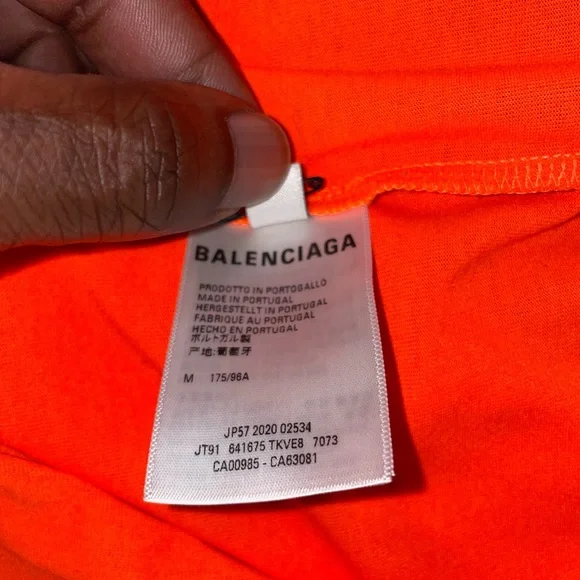 BALENCIAGA
PRODOTTO IN PORTOGALLO
MADE IN PORTUGAL
HERGESTELLT IN PORTUGAL
FABRIQUE AU PORTUGAL
HECHO EN PORTUGAL
ポルトガル製
产地:葡萄牙
M 175/96A
JP57 2020 02534
JT91 641675 TKVE8 7073
CA00985 - CA63081